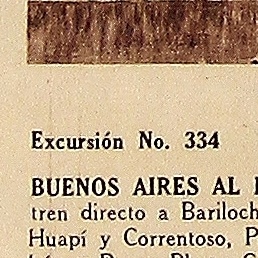 Excursión No. 334
BUENOS AIRES AL
tren directo a Bariloch
Huapí y Correntoso, P